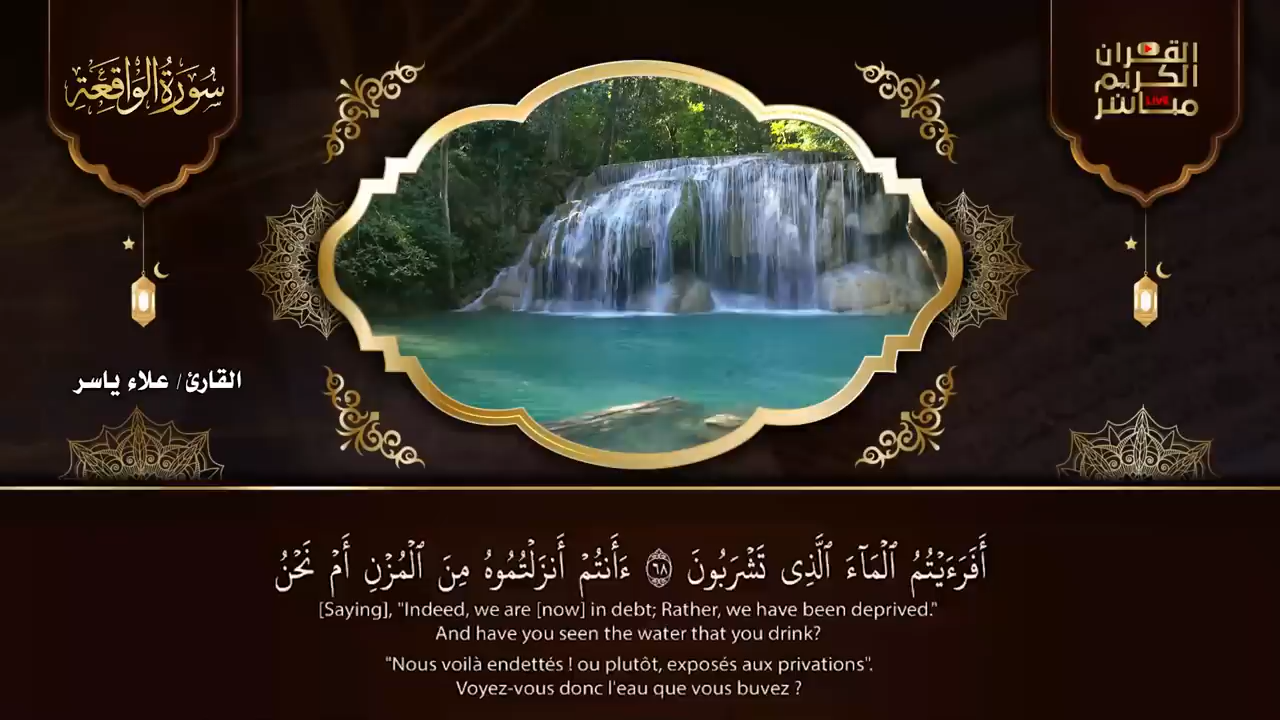 سُورَةُ الْوَاقِعَة
القرآن
الكريم
مباشر
LIVE
القارئ / علاء ياسر
أَفَرَءَيْتُمُ ٱلْمَآءَ ٱلَّذِى تَشْرَبُونَ ٦٨ ءَأَنتُمْ أَنزَلْتُمُوهُ مِنَ ٱلْمُزْنِ أَمْ نَحْنُ
[Saying], "Indeed, we are [now] in debt; Rather, we have been deprived."
And have you seen the water that you drink?
"Nous voilà endettés ! ou plutôt, exposés aux privations".
Voyez-vous donc l'eau que vous buvez ?